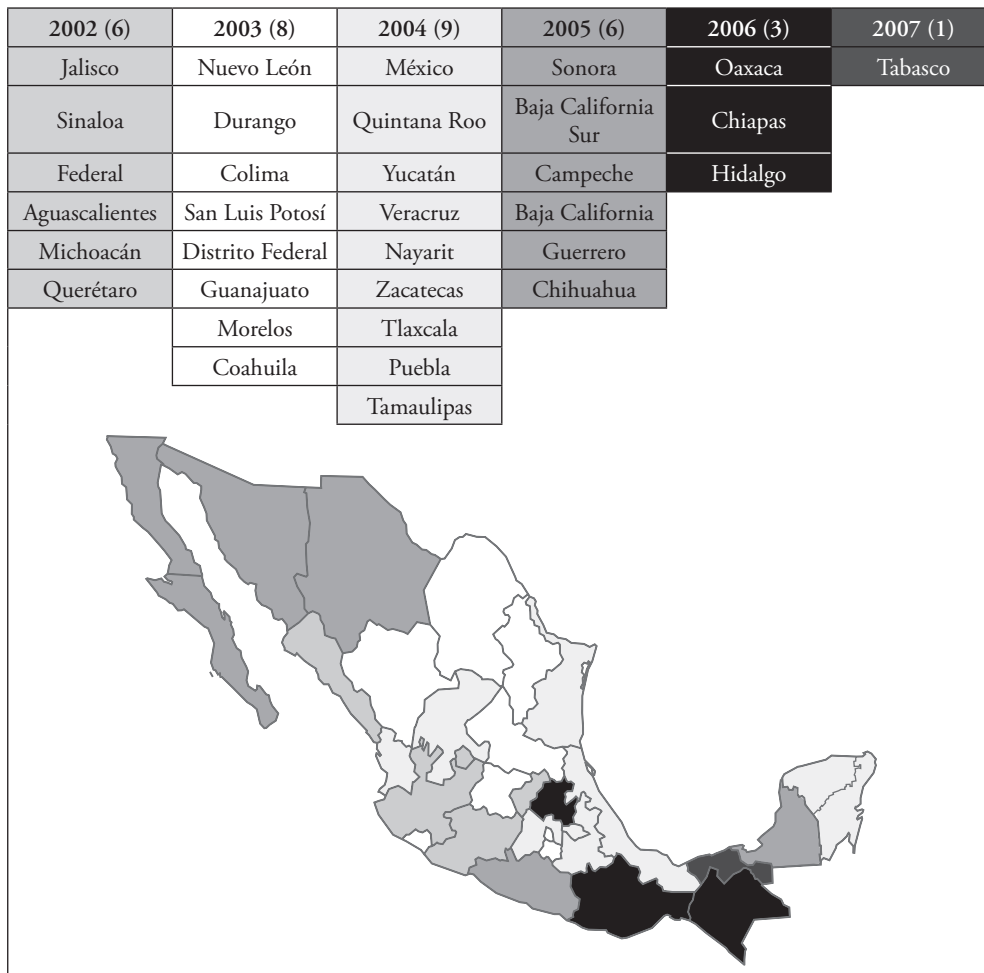 2002 (6) 2003 (8) 2004 (9) 2005 (6) 2006 (3) 2007 (1)
Jalisco Nuevo León México Sonora Oaxaca Tabasco
Sinaloa Durango Quintana Roo Baja California
Sur Chiapas
Federal Colima Yucatán Campeche Hidalgo
Aguascalientes San Luis Potosí Veracruz Baja California
Michoacán Distrito Federal Nayarit Guerrero
Querétaro Guanajuato Zacatecas Chihuahua
Morelos Tlaxcala
Coahuila Puebla
Tamaulipas